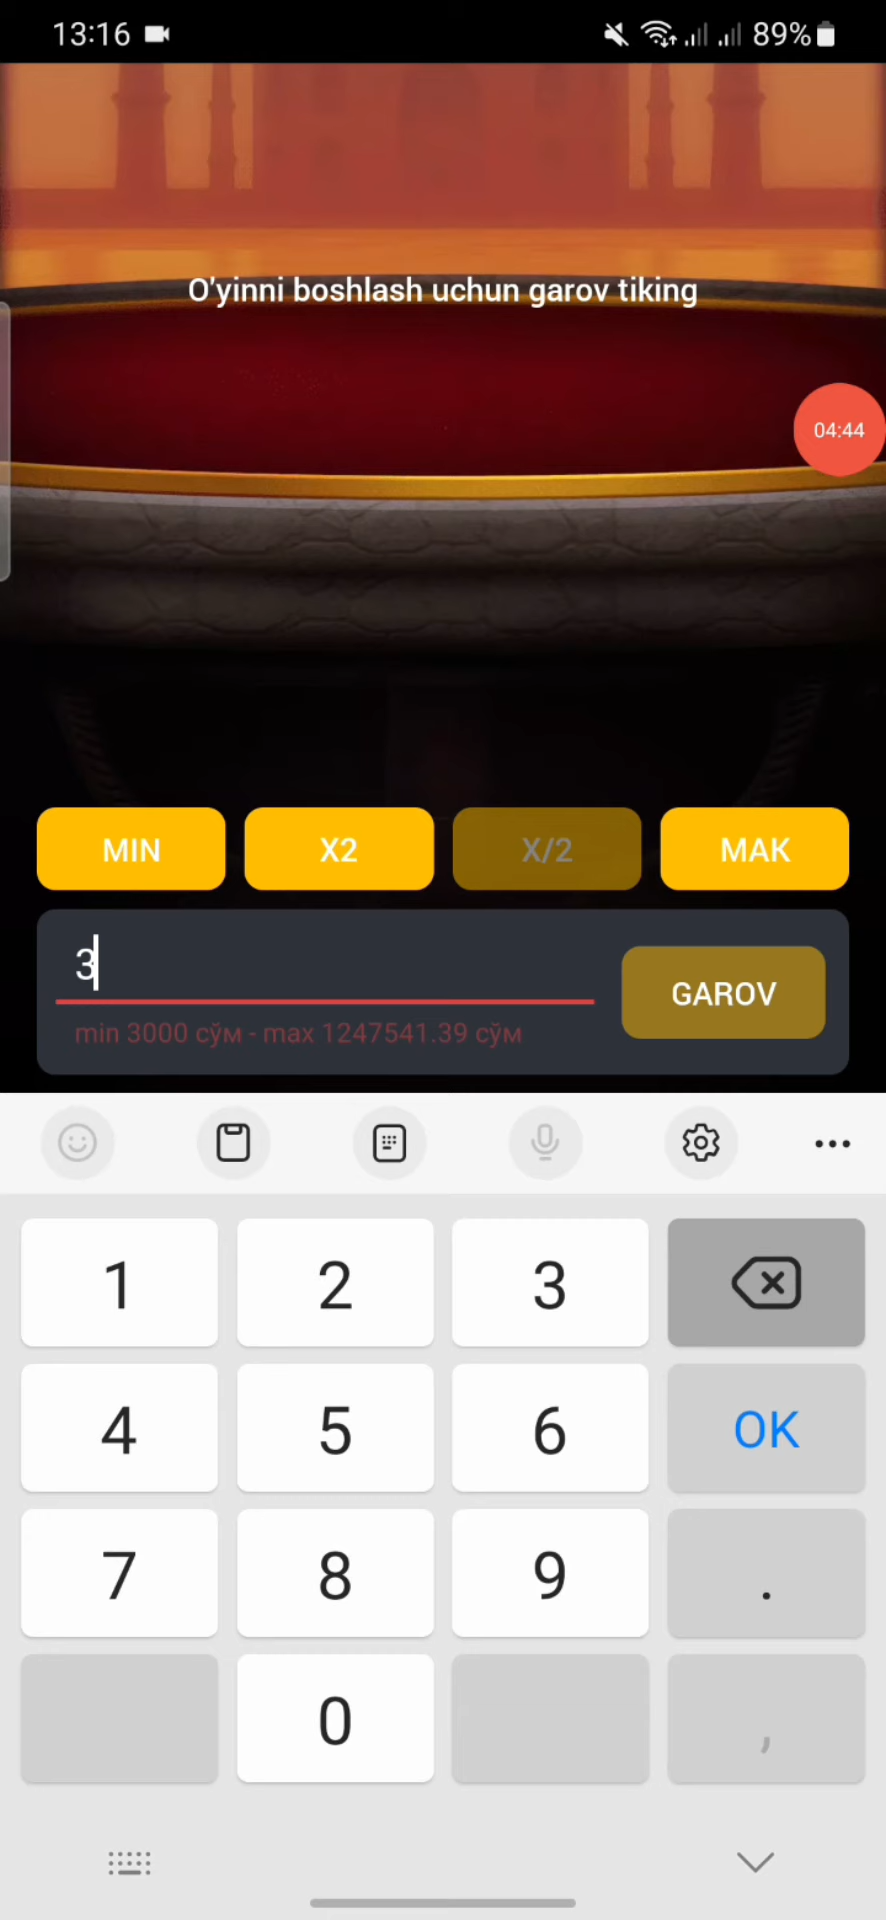 13:16 89%
O'yinni boshlash uchun garov tiking
04:44
MIN X2 X/2 MAK
3
GAROV
min 3000 сўм - max 1247541.39 сўм
1 2 3
4 5 6 OK
7 8 9 .
0 ,